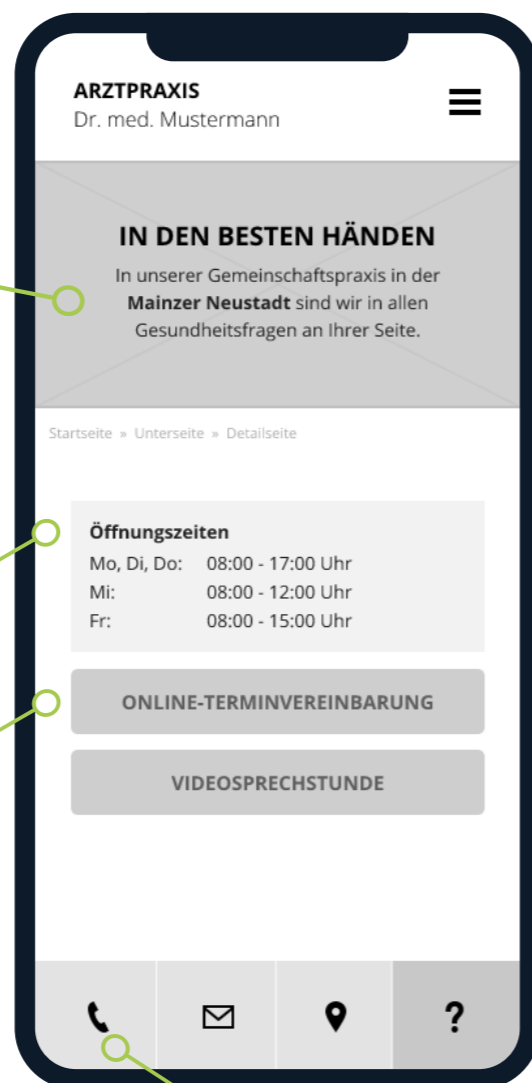 ARZTPRAXIS
Dr. med. Mustermann
IN DEN BESTEN HÄNDEN
In unserer Gemeinschaftspraxis in der
Mainzer Neustadt sind wir in allen
Gesundheitsfragen an Ihrer Seite.
Startseite » Unterseite » Detailseite
Öffnungszeiten
Mo, Di, Do: 08:00 - 17:00 Uhr
Mi: 08:00 - 12:00 Uhr
Fr: 08:00 - 15:00 Uhr
ONLINE-TERMINVEREINBARUNG
VIDEOSPRECHSTUNDE
?